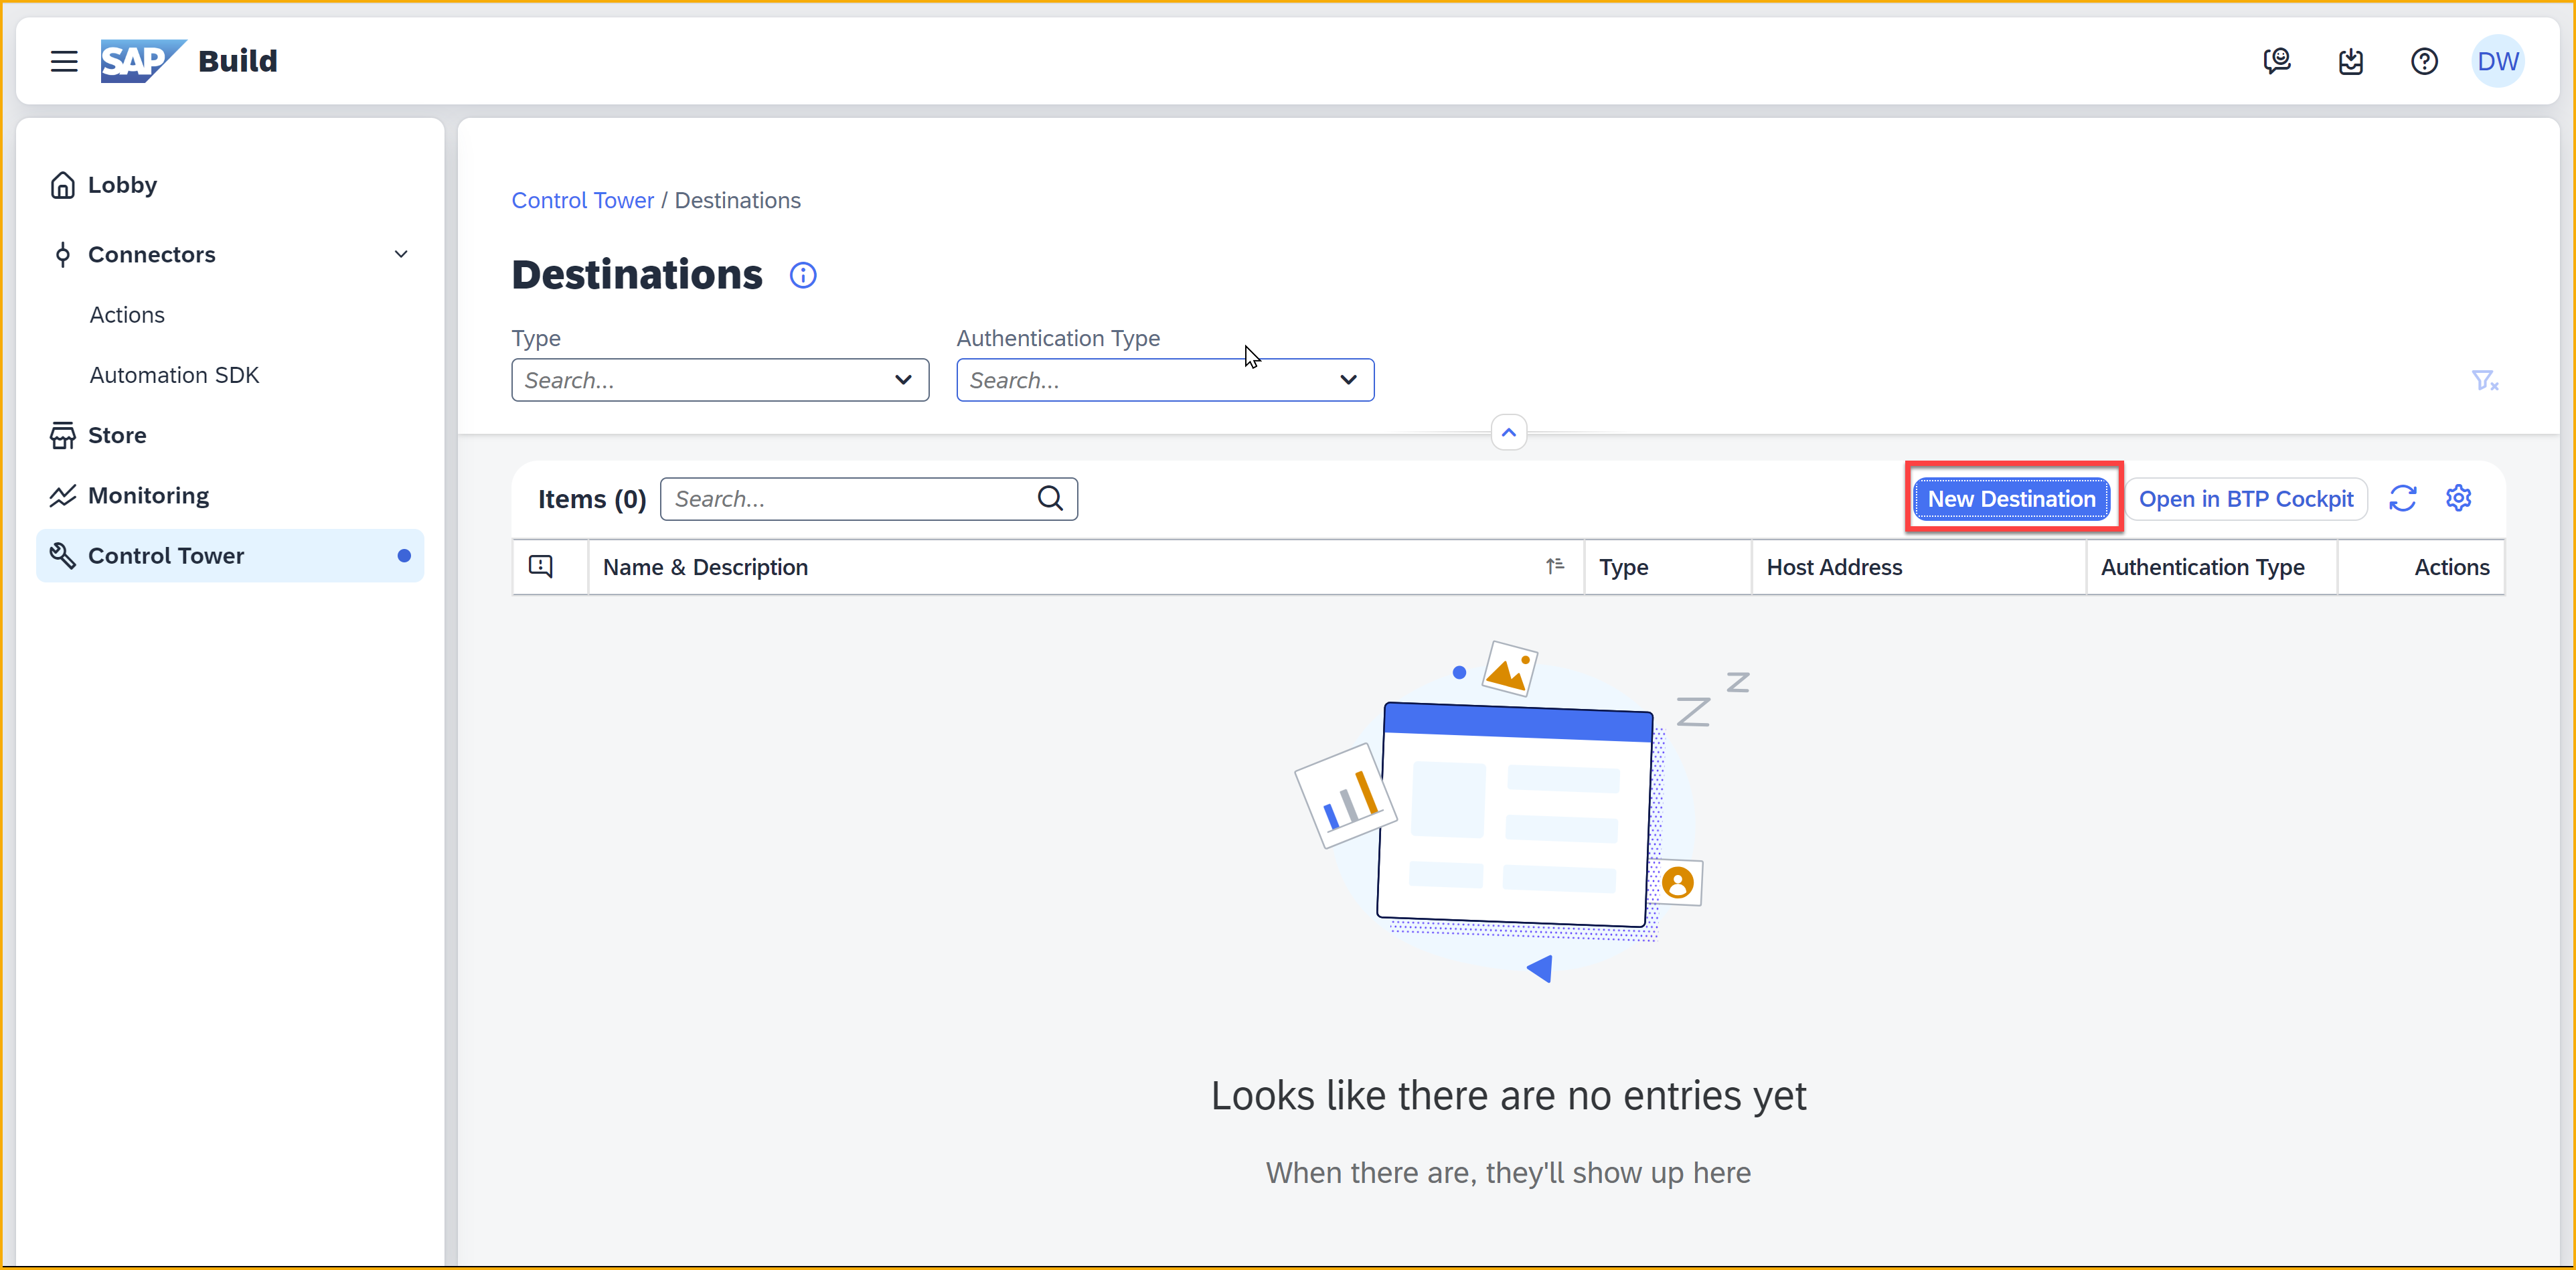 SAP Build
DW
Lobby
Connectors
Actions
Automation SDK
Store
Monitoring
Control Tower
Control Tower / Destinations
Destinations
Type
Authentication Type
Search...
Search...
Items (0)
Search...
New Destination
Open in BTP Cockpit
Name & Description
Type
Host Address
Authentication Type
Actions
Z z
Looks like there are no entries yet
When there are, they'll show up here